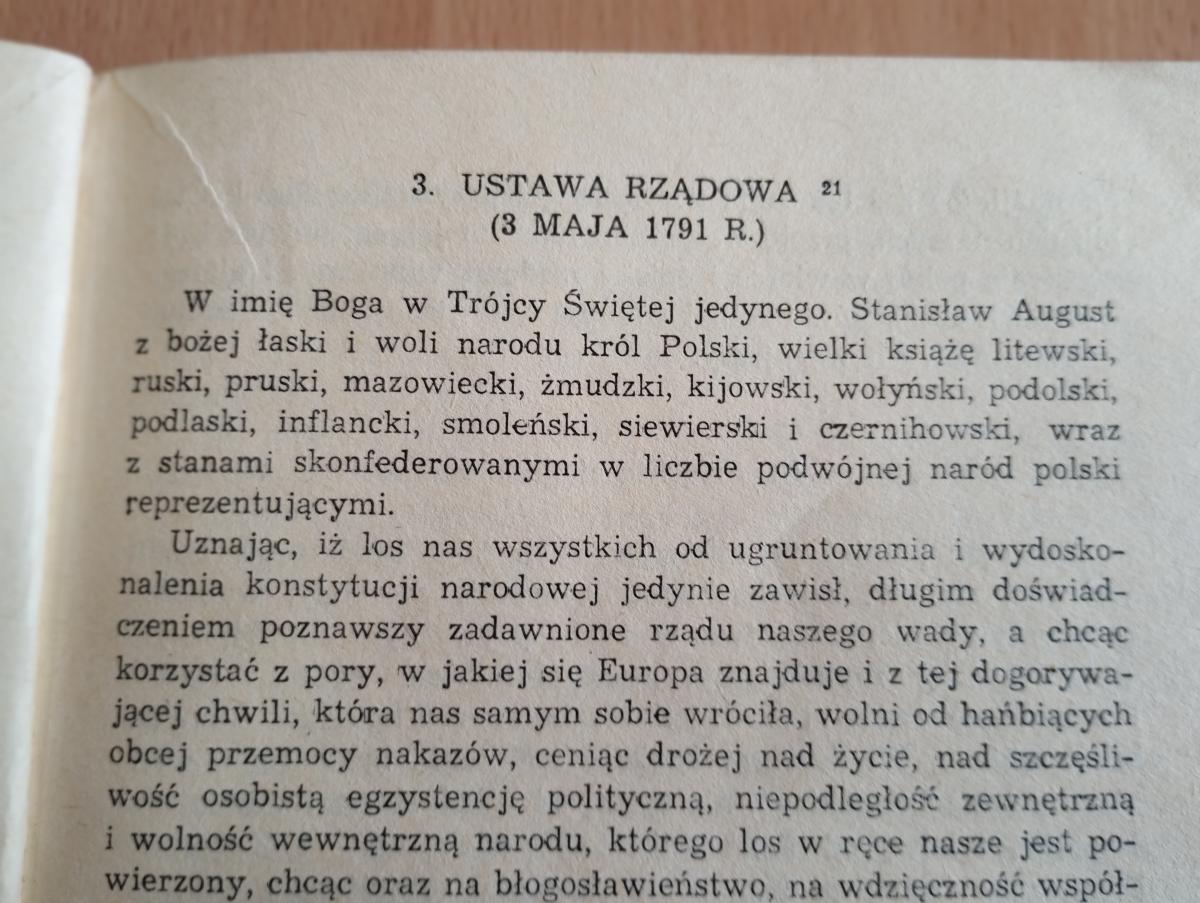 3. USTAWA RZĄDOWA 21
(3 MAJA 1791 R.)
W imię Boga w Trójcy Świętej jedynego. Stanisław August
z bożej łaski i woli narodu król Polski, wielki książę litewski,
ruski, pruski, mazowiecki, żmudzki, kijowski, wołyński, podolski,
podlaski, inflancki, smoleński, siewierski i czernihowski, wraz
z stanami skonfederowanymi w liczbie podwójnej naród polski
reprezentującymi.
Uznając, iż los nas wszystkich od ugruntowania i wydosko-
nalenia konstytucji narodowej jedynie zawisł, długim doświad-
czeniem poznawszy zadawnione rządu naszego wady, a chcąc
korzystać z pory, w jakiej się Europa znajduje i z tej dogorywa-
jącej chwili, która nas samym sobie wróciła, wolni od hańbiących
obcej przemocy nakazów, ceniąc drożej nad życie, nad szczęśli-
wość osobistą egzystencję polityczną, niepodległość zewnętrzną
i wolność wewnętrzną narodu, którego los w ręce nasze jest po-
wierzony, chcąc oraz na błogosławieństwo, na wdzięczność współ-